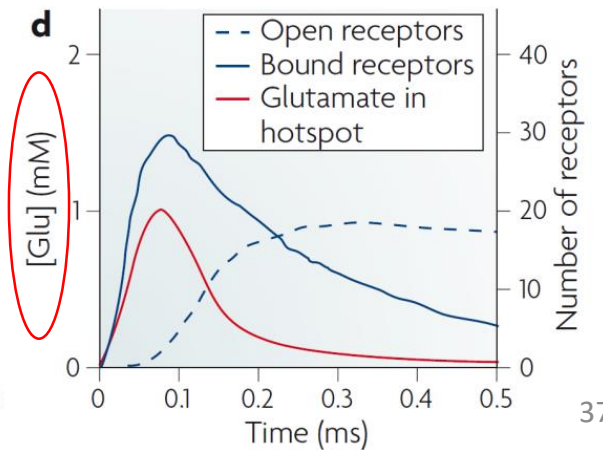 d
Open receptors
Bound receptors
Glutamate in
hotspot
[Glu] (mM)
2
1
0
40
30
20
10
0
Number of receptors
0 0.1 0.2 0.3 0.4 0.5
Time (ms)
37